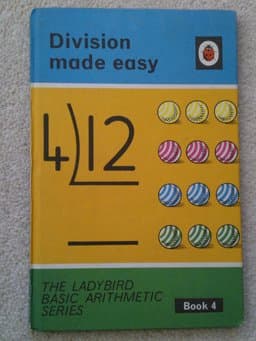 Division
made easy
4)12
THE LADYBIRD
BASIC ARITHMETIC
SERIES
Book 4